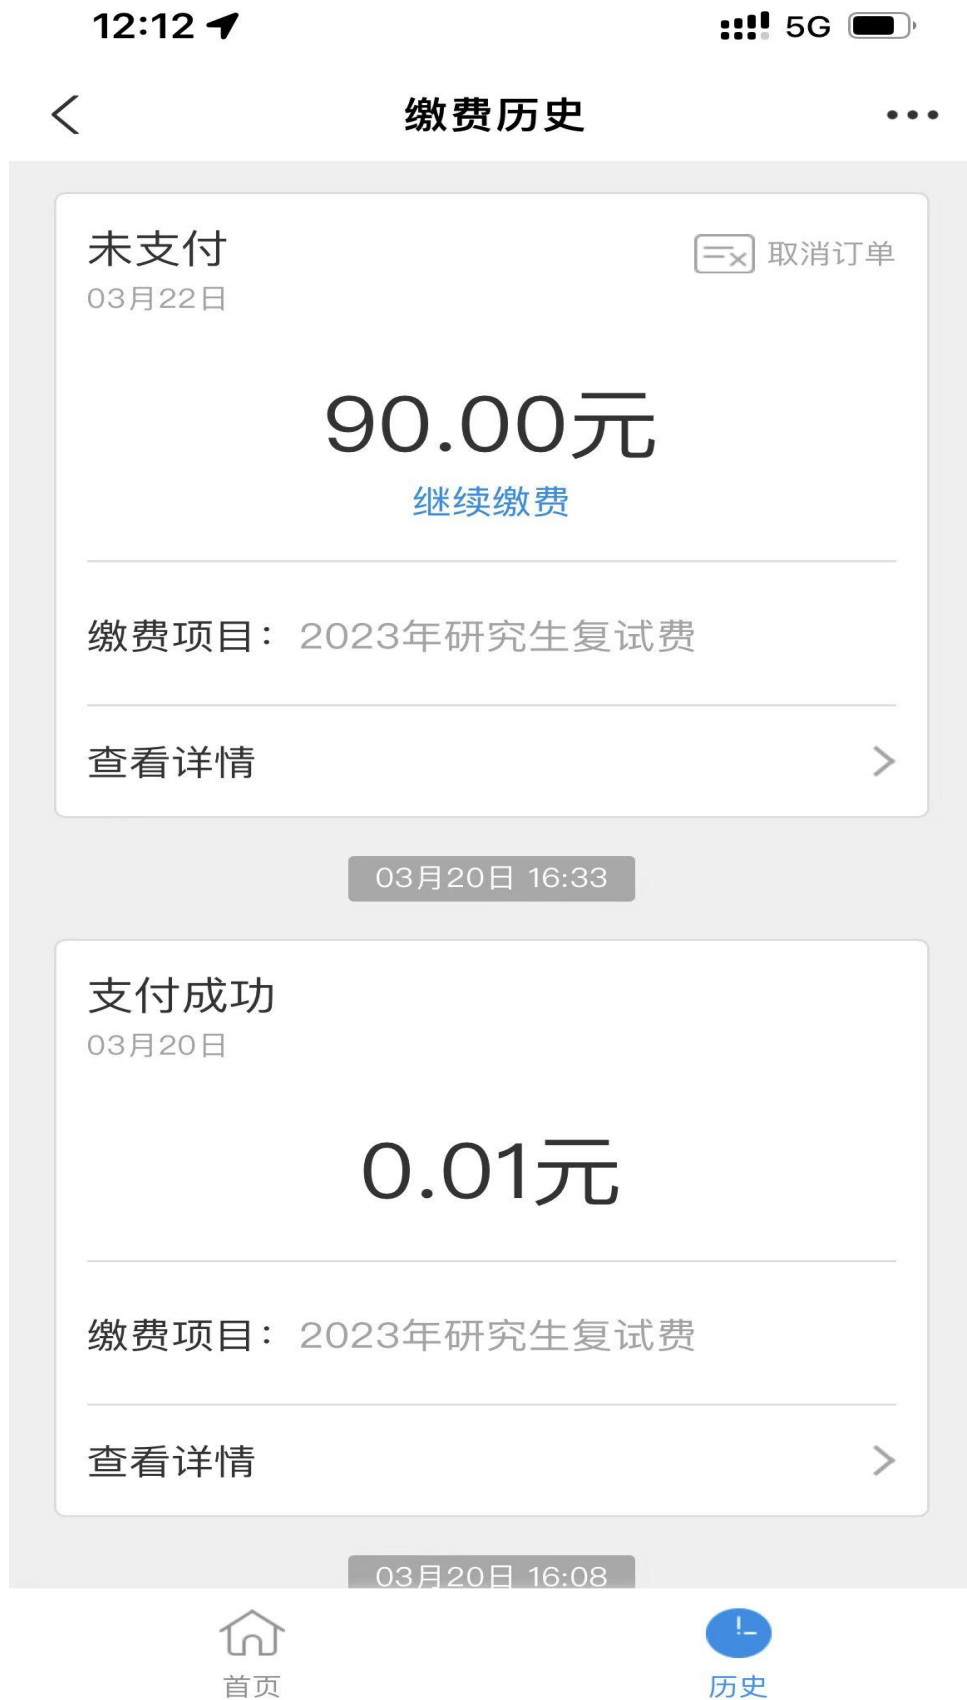 12:12 5G
缴费历史
未支付 取消订单
03月22日
90.00元
继续缴费
缴费项目： 2023年研究生复试费
查看详情
03月20日 16:33
支付成功
03月20日
0.01元
缴费项目： 2023年研究生复试费
查看详情
03月20日 16:08
首页 历史